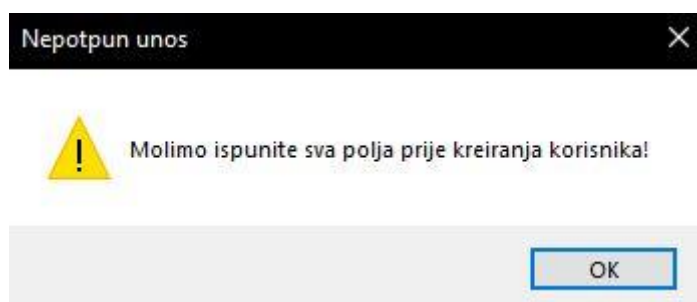 Nepotpun unos
Molimo ispunite sva polja prije kreiranja korisnika!
OK